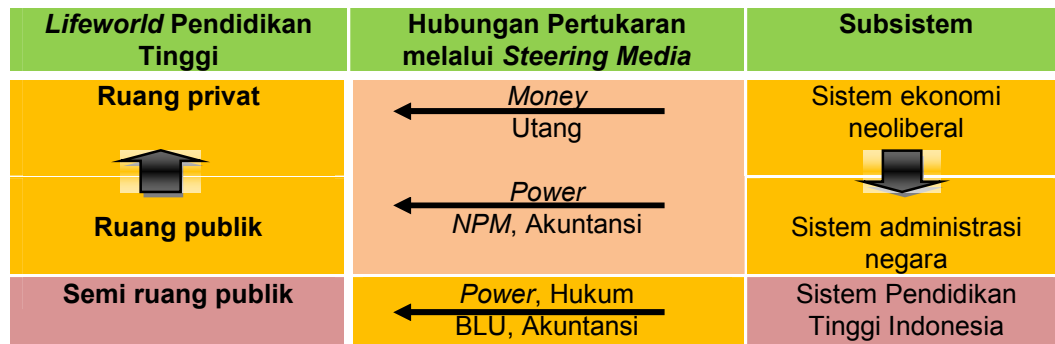 Lifeworld Pendidikan
Tinggi
Hubungan Pertukaran
melalui Steering Media
Subsistem
Ruang privat
Money
Utang
Sistem ekonomi
neoliberal
Ruang publik
Power
NPM, Akuntansi
Sistem administrasi
negara
Semi ruang publik
Power, Hukum
BLU, Akuntansi
Sistem Pendidikan
Tinggi Indonesia